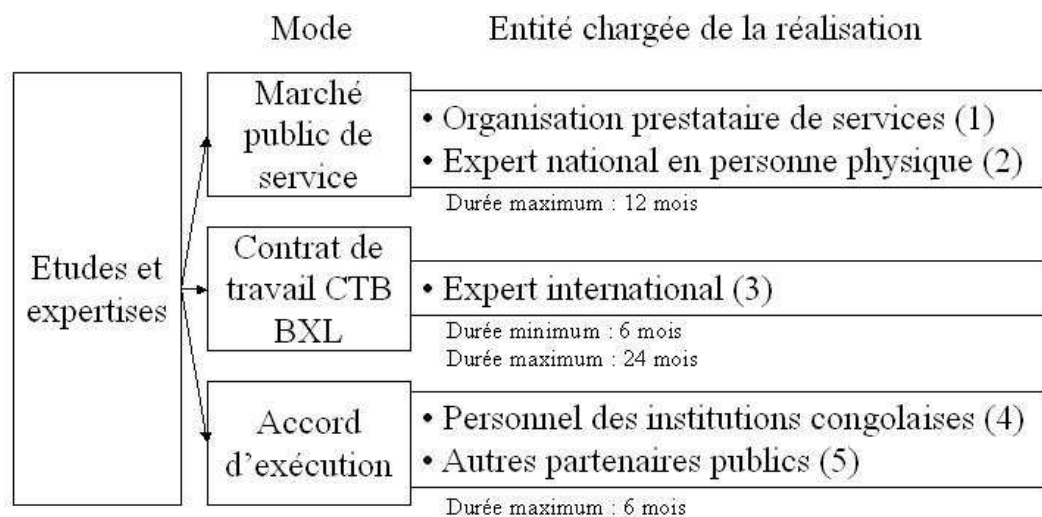 Mode
Entité chargée de la réalisation
Etudes et
expertises
Marché
public de
service
• Organisation prestataire de services (1)
• Expert national en personne physique (2)
Durée maximum : 12 mois
Contrat de
travail CTB
BXL
• Expert international (3)
Durée minimum : 6 mois
Durée maximum : 24 mois
Accord
d’exécution
• Personnel des institutions congolaises (4)
• Autres partenaires publics (5)
Durée maximum : 6 mois